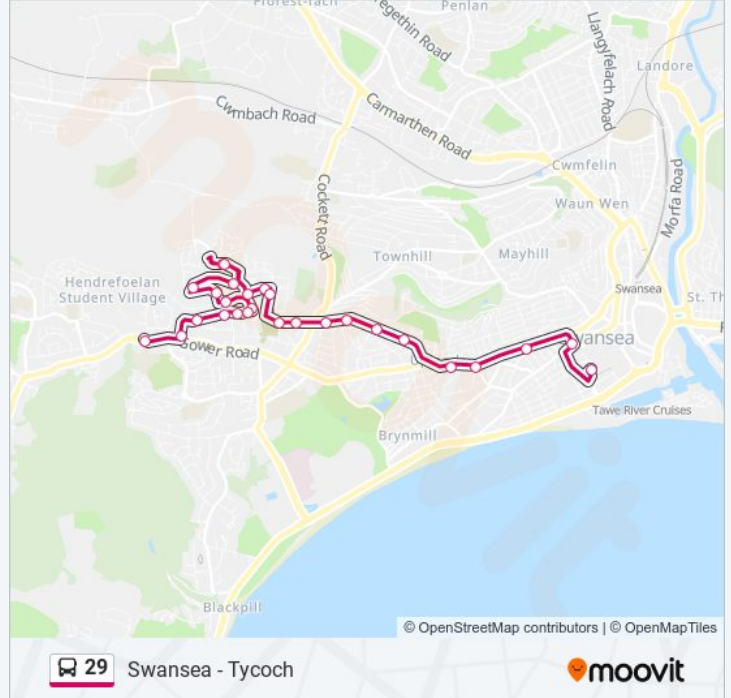 Penlan
Llangyfelach Road
Landore
Carmarthen Road
Cwmbach Road
Cwmfelin
Cockett Road
Waun Wen
Morfa Road
Townhill
Mayhill
Hendrefoelan
Student Village
Swansea
St. Th
wansea
Gower Road
Tawe River Cruises
Brynmill
Blackpill
© OpenStreetMap contributors | © OpenMapTiles
29 Swansea - Tycoch
moovit